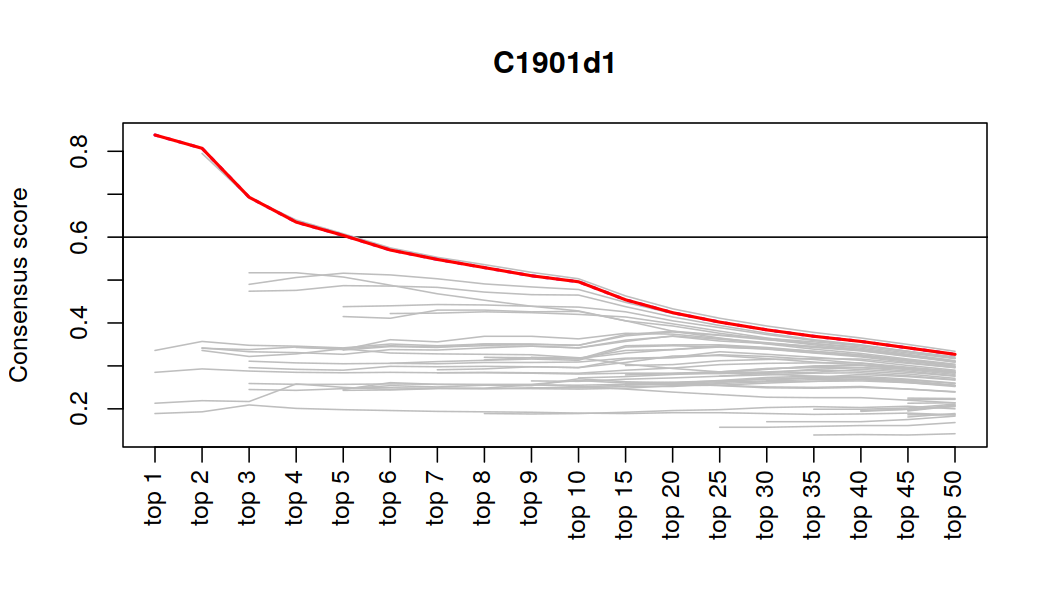 C1901d1
Consensus score
0.8
0.6
0.4
0.2
top 1
top 2
top 3
top 4
top 5
top 6
top 7
top 8
top 9
top 10
top 15
top 20
top 25
top 30
top 35
top 40
top 45
top 50